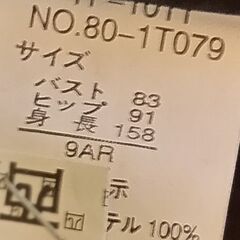 NO.80-1T079
サイズ
バスト 83
ヒップ 91
身長 158
9AR
示
テル 100%